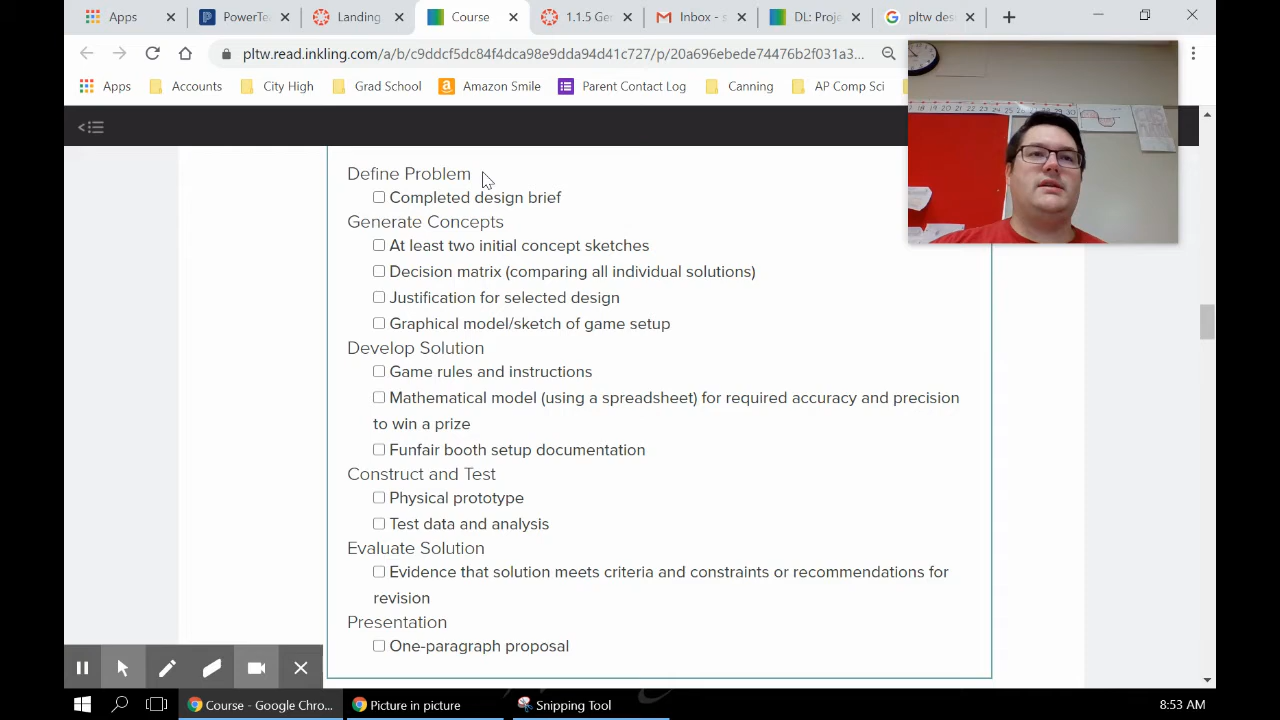 Apps
PowerTe
Landing
Course
1.1.5 Ge
Inbox - s
DL: Proje
pltw des
pltw.read.inkling.com/a/b/c9ddcf5dc84f4dca98e9dda94d41c727/p/20a696ebede74476b2f031a3...
Apps
Accounts
City High
Grad School
Amazon Smile
Parent Contact Log
Canning
AP Comp Sci
Define Problem
Completed design brief
Generate Concepts
At least two initial concept sketches
Decision matrix (comparing all individual solutions)
Justification for selected design
Graphical model/sketch of game setup
Develop Solution
Game rules and instructions
Mathematical model (using a spreadsheet) for required accuracy and precision
to win a prize
Funfair booth setup documentation
Construct and Test
Physical prototype
Test data and analysis
Evaluate Solution
Evidence that solution meets criteria and constraints or recommendations for
revision
Presentation
One-paragraph proposal
Course - Google Chro...
Picture in picture
Snipping Tool
8:53 AM